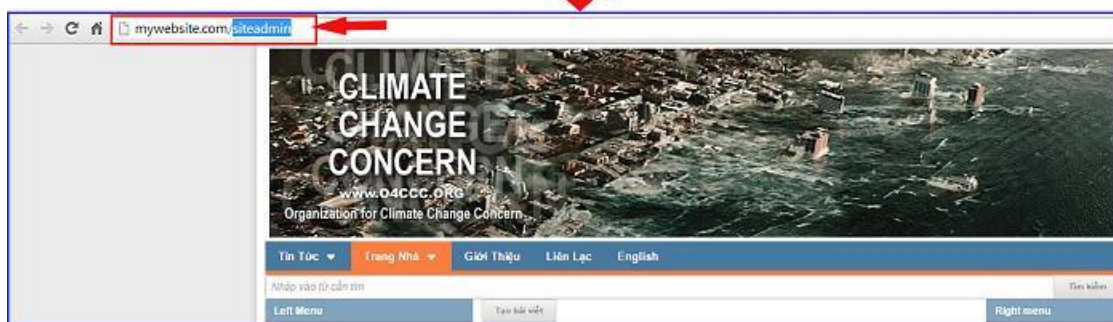 mywebsite.com/siteadmin
CLIMATE
CHANGE
CONCERN
www.O4CCC.ORG
Organization for Climate Change Concern
Tin Tức Trang Nhà Giới Thiệu Liên Lạc English
Nhập vào từ cần tìm Tìm kiếm
Left Menu Tạo bài viết Right menu